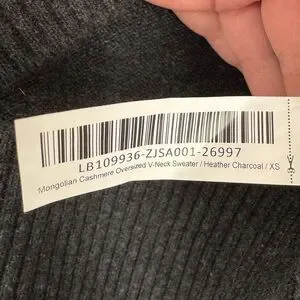 LB109936-ZJSA001-26997
Mongolian Cashmere Oversized V-Neck Sweater / Heather Charcoal / XS